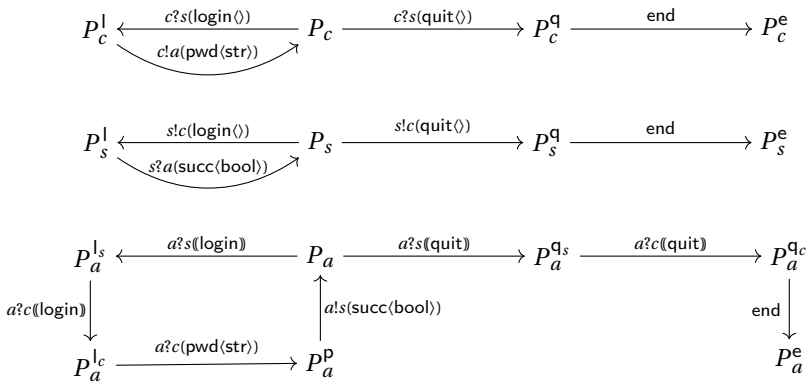 c?s(login⟨⟩) c?s(quit⟨⟩) end
P_c^l P_c P_c^q P_c^e
c!a(pwd⟨str⟩)
s!c(login⟨⟩) s!c(quit⟨⟩) end
P_s^l P_s P_s^q P_s^e
s?a(succ⟨bool⟩)
a?s⦅login⦆ a?s⦅quit⦆ a?c⦅quit⦆
P_a^{l_s} P_a P_a^{q_s} P_a^{q_c}
a?c⦅login⦆ a!s(succ⟨bool⟩) end
a?c(pwd⟨str⟩)
P_a^{l_c} P_a^p P_a^e